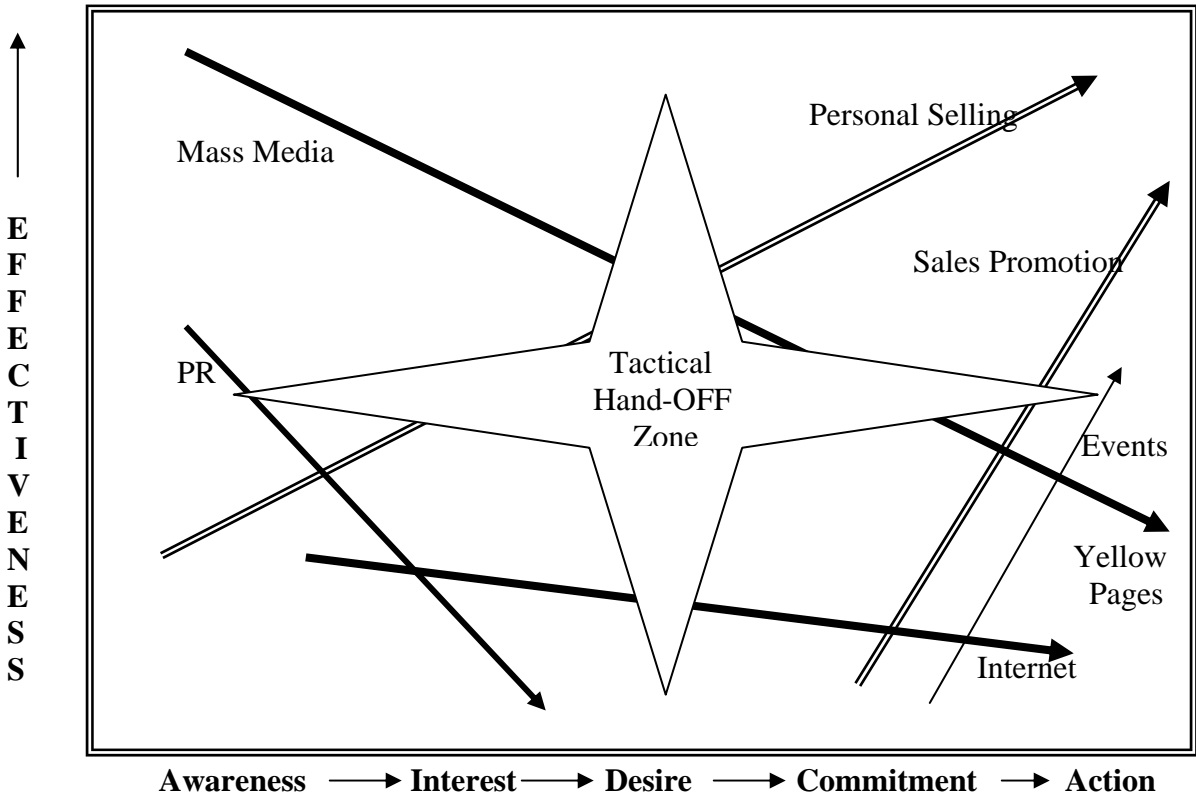 EFFECTIVENESS
Mass Media
Personal Selling
Sales Promotion
PR
Tactical
Hand-OFF
Zone
Events
Yellow
Pages
Internet
Awareness Interest Desire Commitment Action